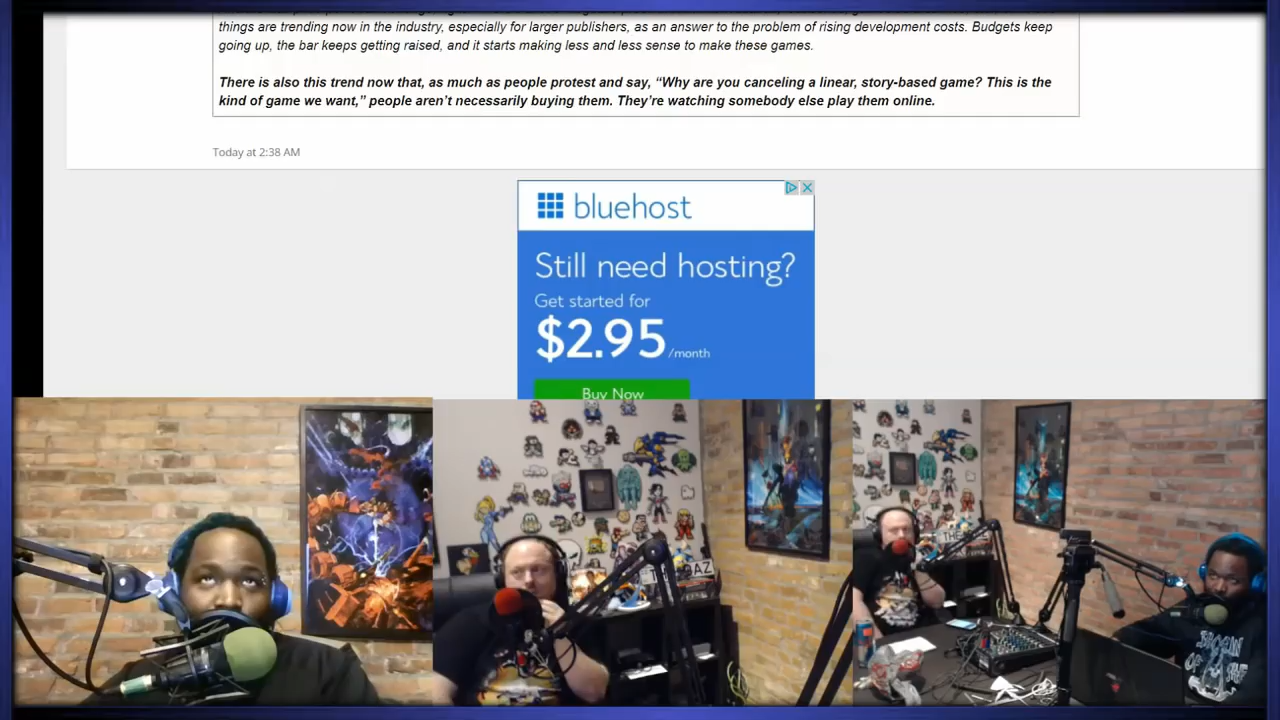 things are trending now in the industry, especially for larger publishers, as an answer to the problem of rising development costs. Budgets keep
going up, the bar keeps getting raised, and it starts making less and less sense to make these games.
There is also this trend now that, as much as people protest and say, “Why are you canceling a linear, story-based game? This is the
kind of game we want,” people aren’t necessarily buying them. They’re watching somebody else play them online.
Today at 2:38 AM
bluehost
Still need hosting?
Get started for
$2.95
/month
Buy Now